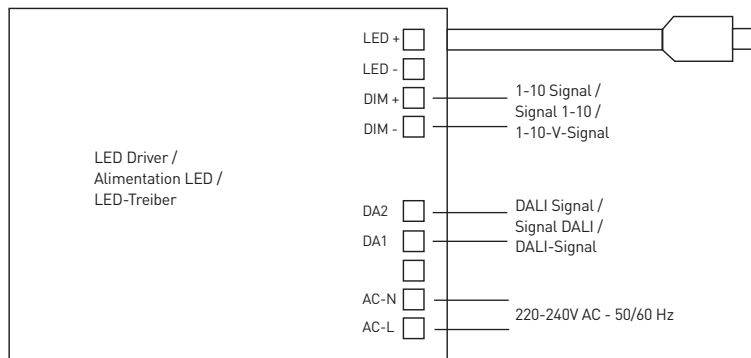 LED +
LED -
DIM +
DIM -
1-10 Signal /
Signal 1-10 /
1-10-V-Signal
LED Driver /
Alimentation LED /
LED-Treiber
DA2
DA1
DALI Signal /
Signal DALI /
DALI-Signal
AC-N
AC-L
220-240V AC - 50/60 Hz